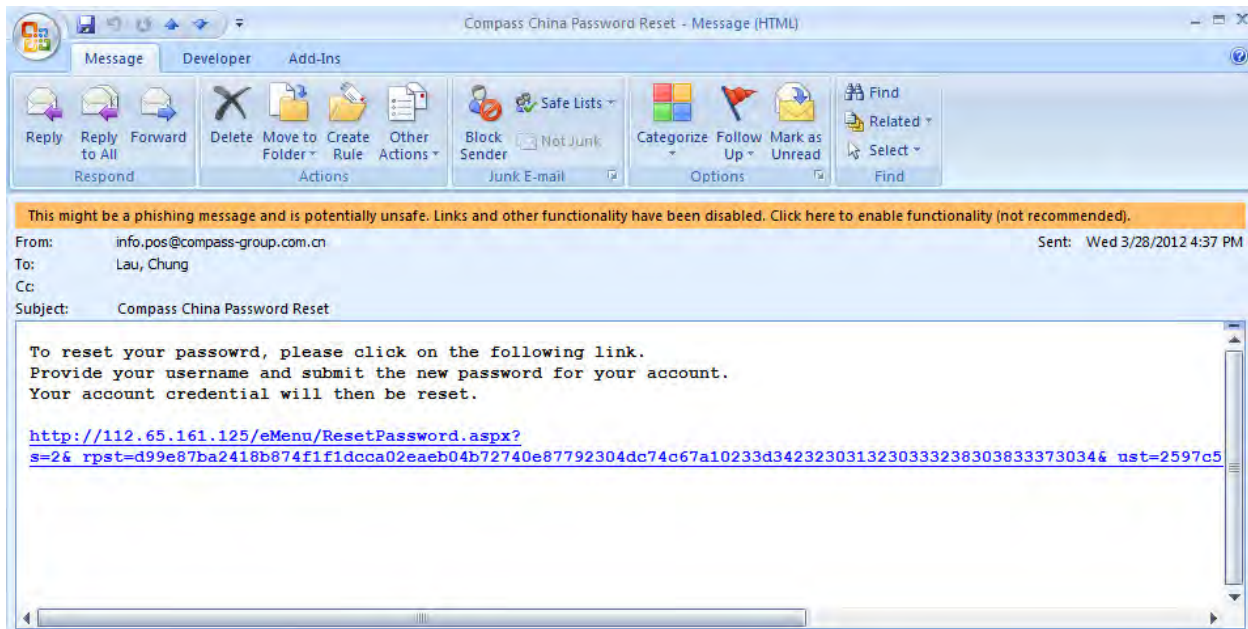 Compass China Password Reset - Message (HTML)
Message Developer Add-Ins
Reply Reply to All Forward
Respond
Delete Move to Folder Create Rule Other Actions
Actions
Block Sender Safe Lists Not Junk
Junk E-mail
Categorize Follow Up Mark as Unread
Options
Find
Related
Select
Find
This might be a phishing message and is potentially unsafe. Links and other functionality have been disabled. Click here to enable functionality (not recommended).
From: info.pos@compass-group.com.cn Sent: Wed 3/28/2012 4:37 PM
To: Lau, Chung
Cc:
Subject: Compass China Password Reset
To reset your passowrd, please click on the following link.
Provide your username and submit the new password for your account.
Your account credential will then be reset.
http://112.65.161.125/eMenu/ResetPassword.aspx?
s=2& rpst=d99e87ba2418b874f1f1dcca02eaeb04b72740e87792304dc74c67a10233d34232303132303332383038333730334& ust=2597c5